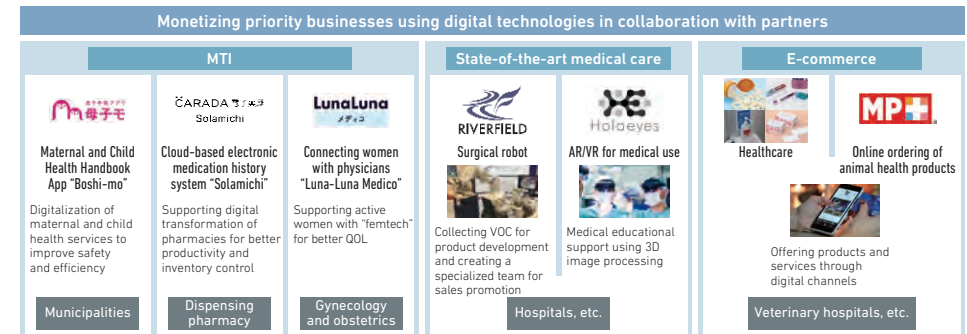 Monetizing priority businesses using digital technologies in collaboration with partners
MTI
母子モ
Maternal and Child
Health Handbook
App “Boshi-mo”
Digitalization of
maternal and child
health services to
improve safety
and efficiency
Municipalities
CARADA
Solamichi
Cloud-based electronic
medication history
system “Solamichi”
Supporting digital
transformation of
pharmacies for better
productivity and
inventory control
Dispensing
pharmacy
LunaLuna
メディコ
Connecting women
with physicians
“Luna-Luna Medico”
Supporting active
women with “femtech”
for better QOL
Gynecology
and obstetrics
State-of-the-art medical care
RIVERFIELD
Surgical robot
Collecting VOC for
product development
and creating a
specialized team for
sales promotion
Holoeyes
AR/VR for medical use
Medical educational
support using 3D
image processing
Hospitals, etc.
E-commerce
Healthcare
MP
Online ordering of
animal health products
Offering products and
services through
digital channels
Veterinary hospitals, etc.